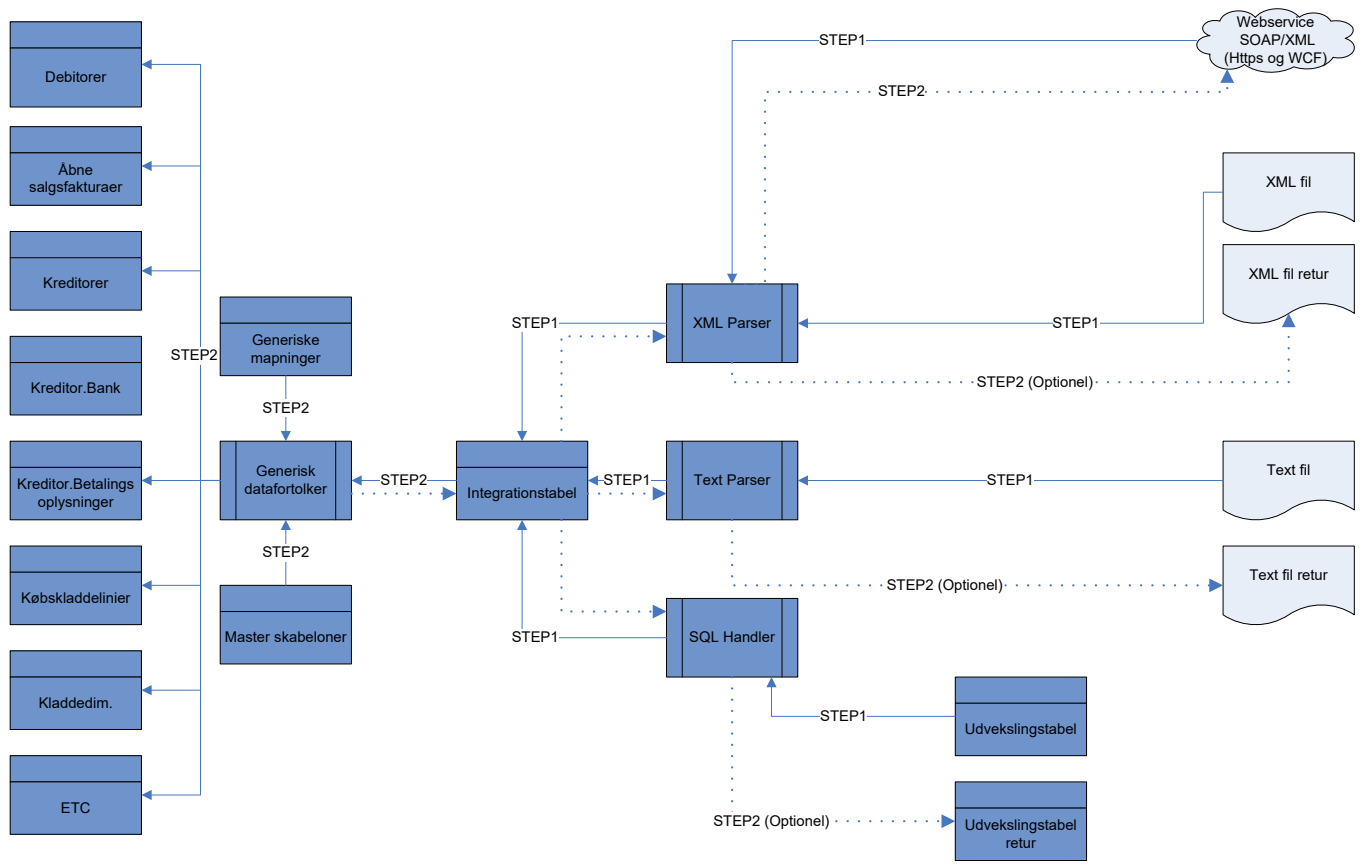 Debitorer
Åbne
salgsfakturaer
Kreditorer
Kreditor.Bank
Kreditor.Betalings
oplysninger
Købskladdelinier
Kladdedim.
ETC
STEP2
Generiske
mapninger
STEP2
Generisk
datafortolker
STEP2
Master skabeloner
STEP2
Integrationstabel
STEP1
STEP1
STEP1
XML Parser
Text Parser
SQL Handler
STEP1
STEP2
Webservice
SOAP/XML
(Https og WCF)
XML fil
STEP1
XML fil retur
STEP2 (Optionel)
STEP1
Text fil
STEP2 (Optionel)
Text fil retur
STEP1
Udvekslingstabel
STEP2 (Optionel)
Udvekslingstabel
retur